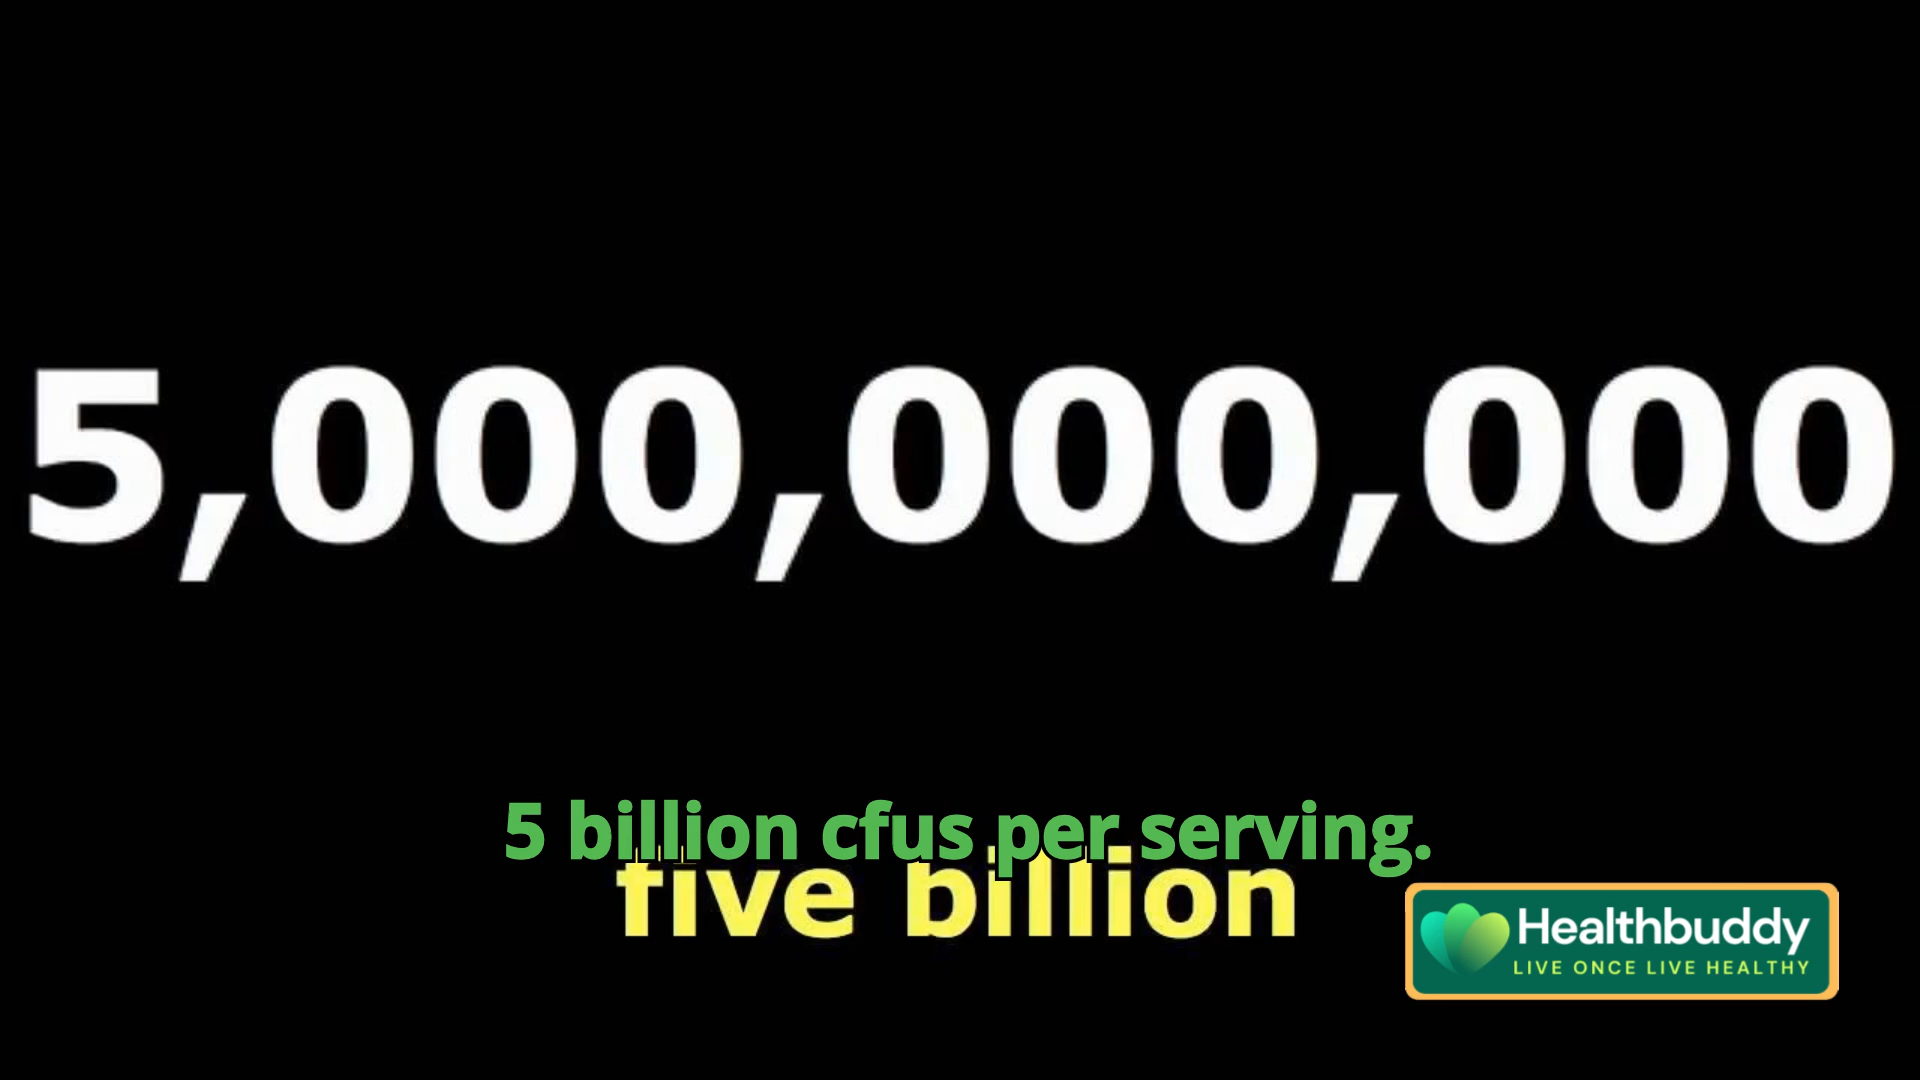 5,000,000,000
5 billion cfus per serving.
five billion
Healthbuddy
LIVE ONCE LIVE HEALTHY